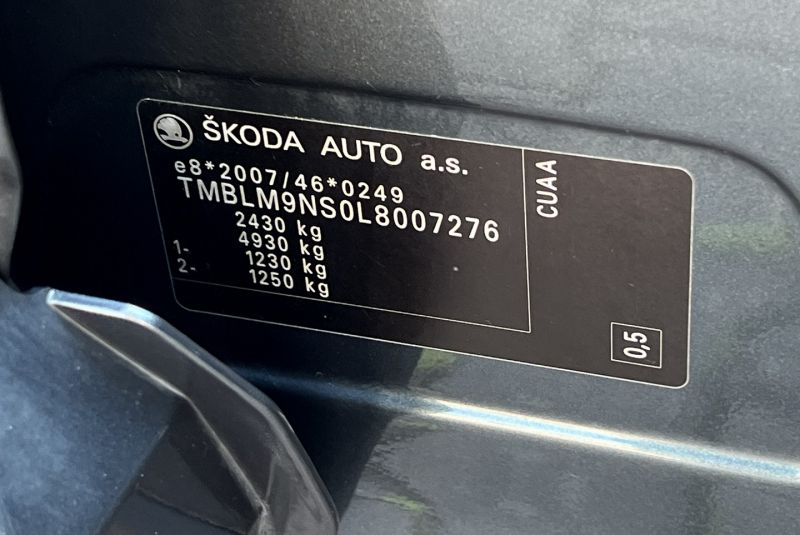 ŠKODA AUTO a.s.
e8*2007/46*0249
TMBLM9NS0L8007276
2430 kg
4930 kg
1- 1230 kg
2- 1250 kg
CUAA
0,5